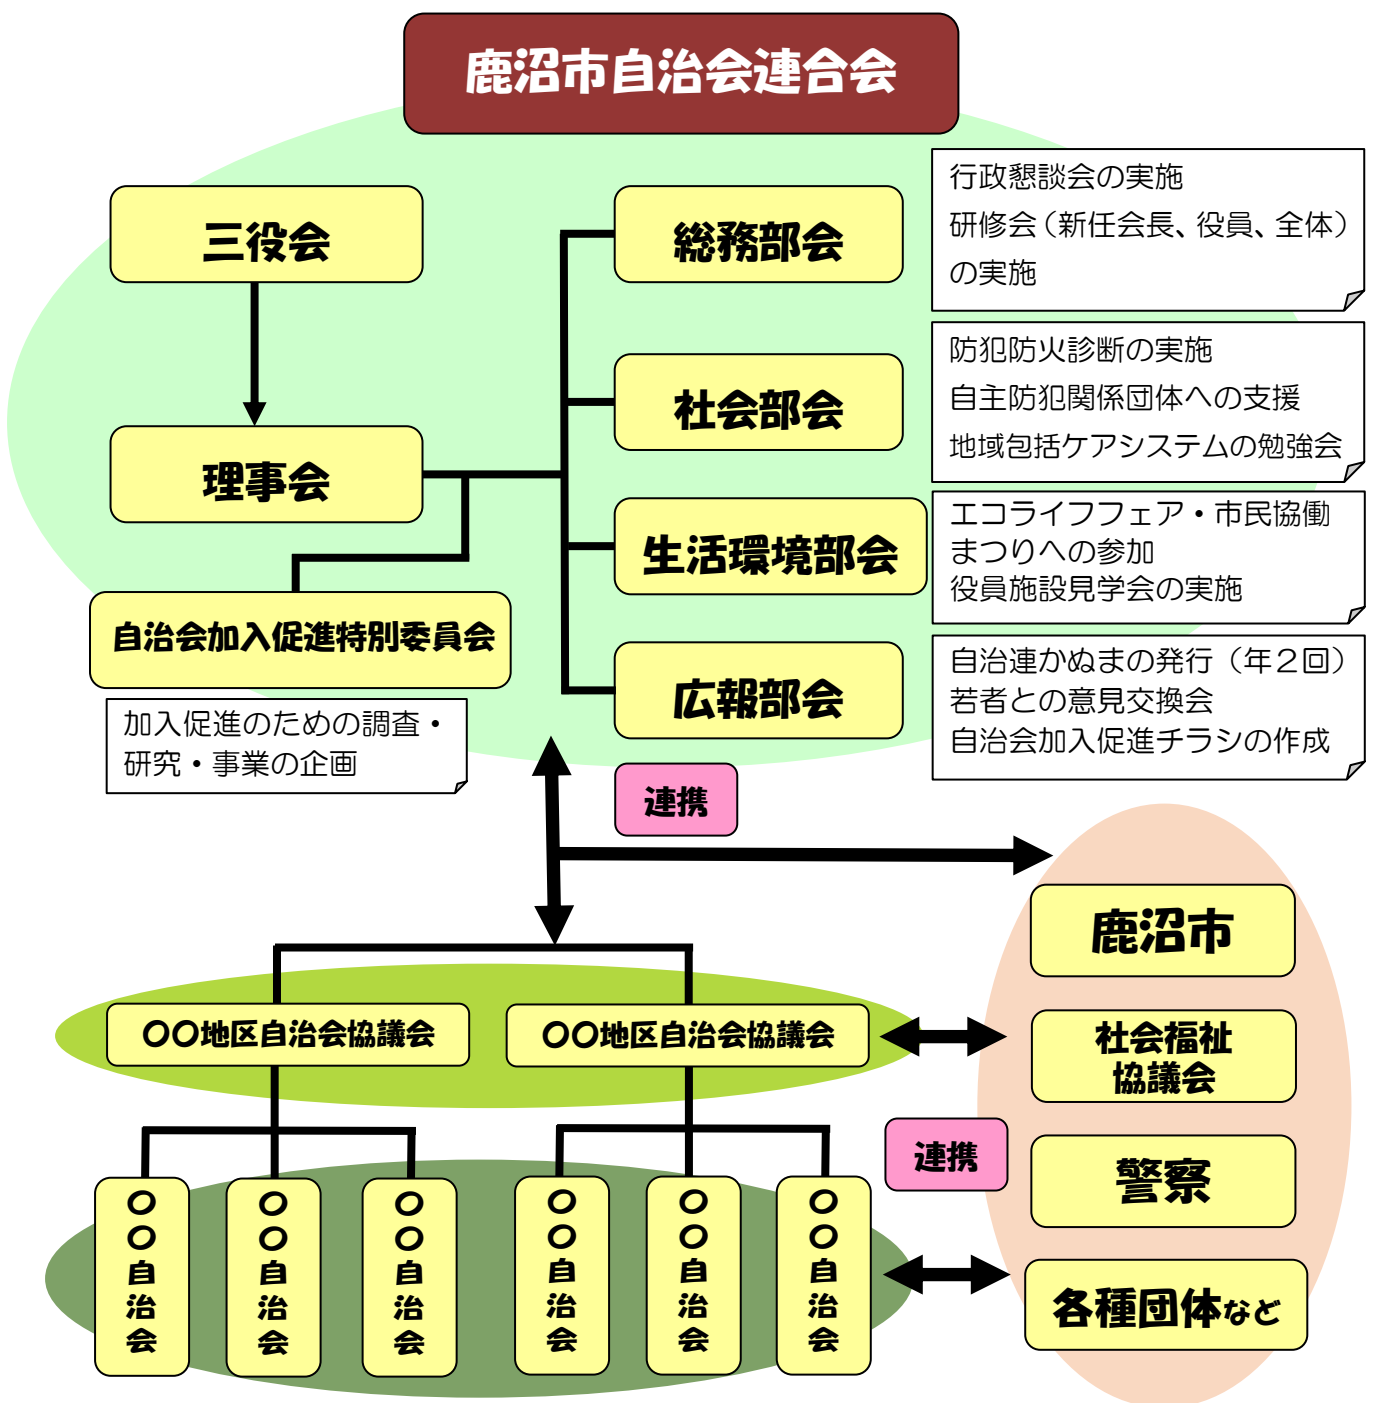 鹿沼市自治会連合会
三役会
理事会
自治会加入促進特別委員会
加入促進のための調査・
研究・事業の企画
総務部会
行政懇談会の実施
研修会（新任会長、役員、全体）
の実施
社会部会
防犯防火診断の実施
自主防犯関係団体への支援
地域包括ケアシステムの勉強会
生活環境部会
エコライフフェア・市民協働
まつりへの参加
役員施設見学会の実施
広報部会
自治連かぬまの発行（年２回）
若者との意見交換会
自治会加入促進チラシの作成
連携
〇〇地区自治会協議会
〇〇地区自治会協議会
〇〇自治会
〇〇自治会
〇〇自治会
〇〇自治会
〇〇自治会
〇〇自治会
連携
鹿沼市
社会福祉
協議会
警察
各種団体など